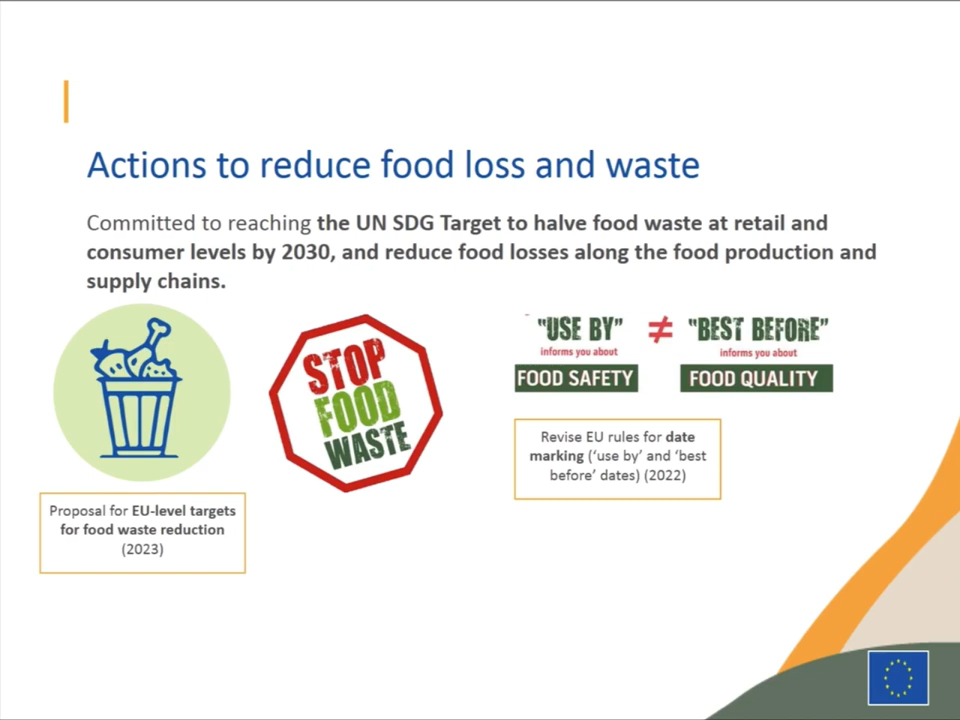 Actions to reduce food loss and waste
Committed to reaching the UN SDG Target to halve food waste at retail and
consumer levels by 2030, and reduce food losses along the food production and
supply chains.
STOP
FOOD
WASTE
"USE BY" ≠ "BEST BEFORE"
informs you about informs you about
FOOD SAFETY FOOD QUALITY
Revise EU rules for date
marking (‘use by’ and ‘best
before’ dates) (2022)
Proposal for EU-level targets
for food waste reduction
(2023)